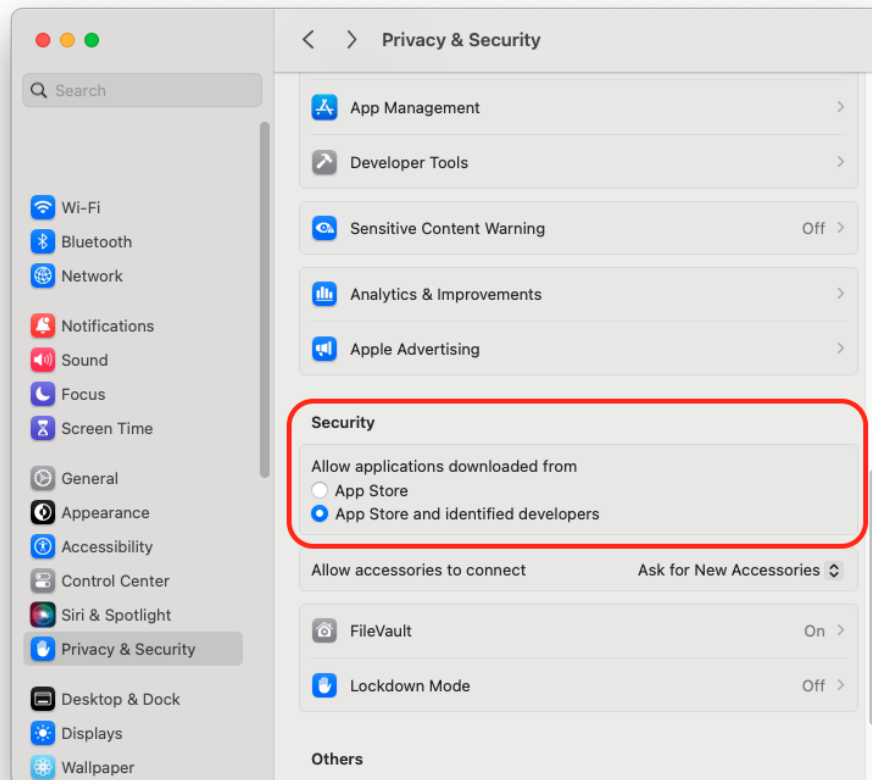 Privacy & Security
Search
Wi-Fi
Bluetooth
Network
Notifications
Sound
Focus
Screen Time
General
Appearance
Accessibility
Control Center
Siri & Spotlight
Privacy & Security
Desktop & Dock
Displays
Wallpaper
App Management
Developer Tools
Sensitive Content Warning Off
Analytics & Improvements
Apple Advertising
Security
Allow applications downloaded from
App Store
App Store and identified developers
Allow accessories to connect Ask for New Accessories
FileVault On
Lockdown Mode Off
Others